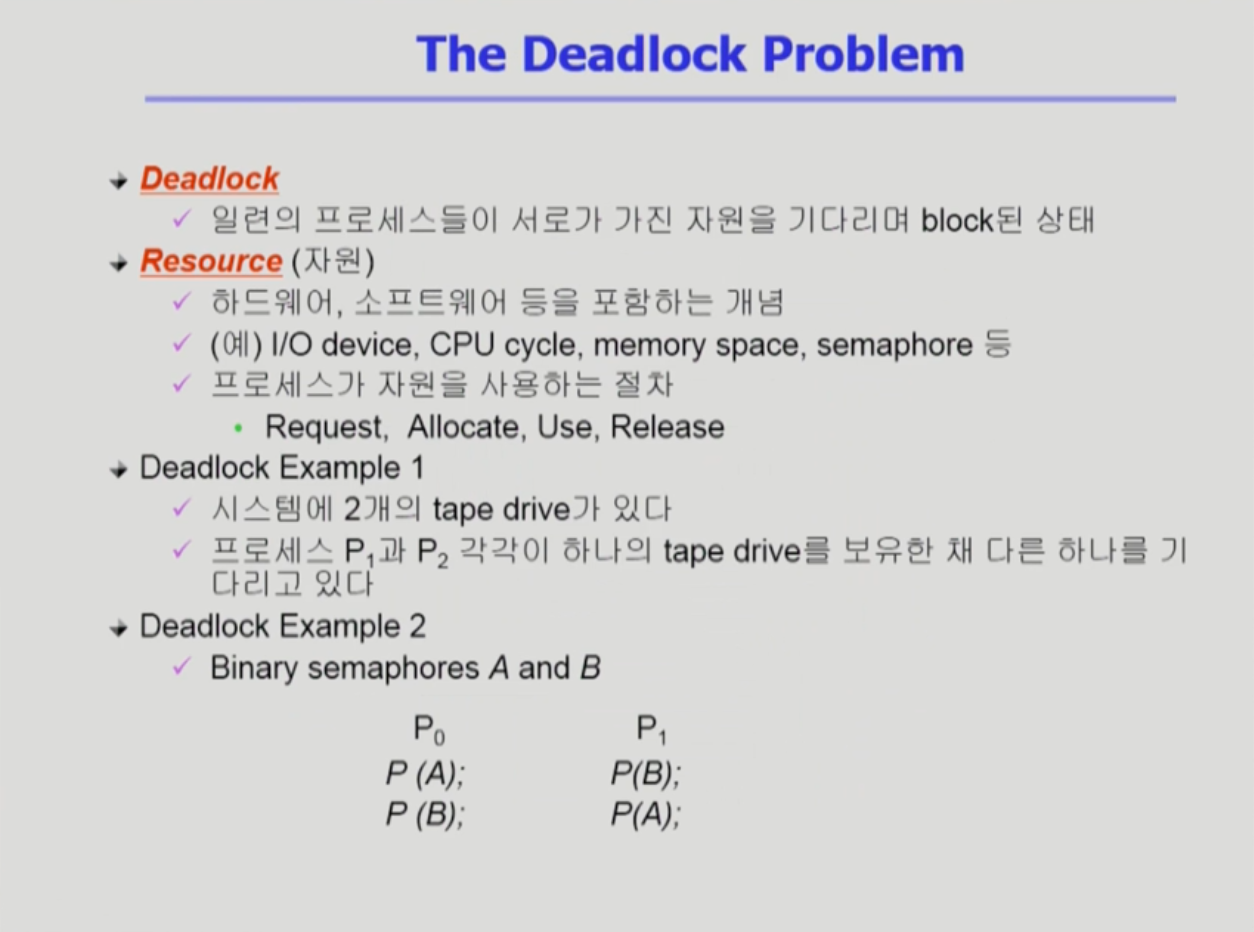 The Deadlock Problem
Deadlock
일련의 프로세스들이 서로가 가진 자원을 기다리며 block된 상태
Resource (자원)
하드웨어, 소프트웨어 등을 포함하는 개념
(예) I/O device, CPU cycle, memory space, semaphore 등
프로세스가 자원을 사용하는 절차
Request, Allocate, Use, Release
Deadlock Example 1
시스템에 2개의 tape drive가 있다
프로세스 P₁과 P₂ 각각이 하나의 tape drive를 보유한 채 다른 하나를 기
다리고 있다
Deadlock Example 2
Binary semaphores A and B
P₀ P₁
P (A); P(B);
P (B); P(A);